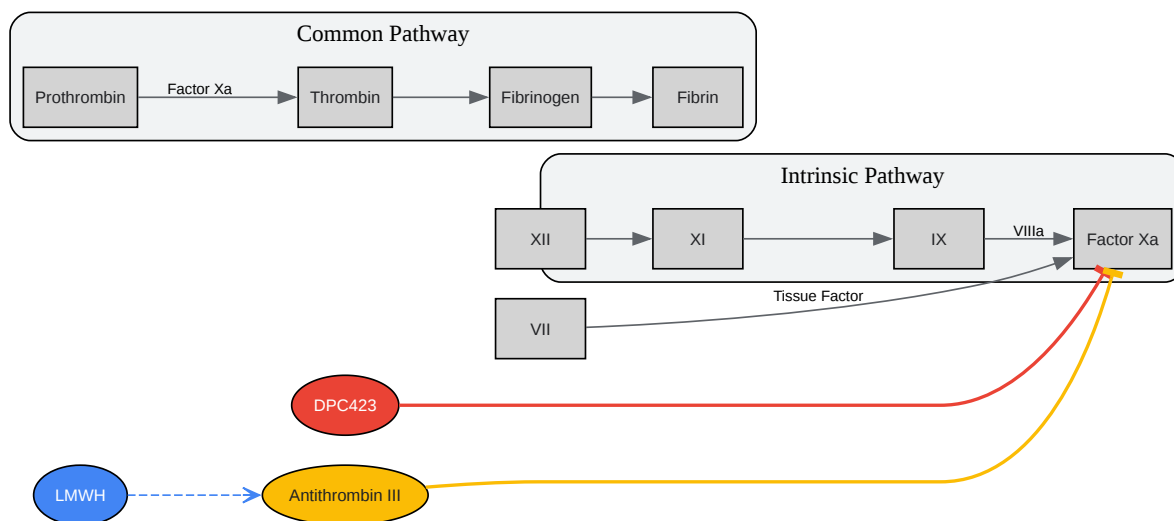 Common Pathway
Prothrombin
Factor Xa
Thrombin
Fibrinogen
Fibrin
Intrinsic Pathway
XII
XI
IX
VIIIa
Factor Xa
Tissue Factor
VII
DPC423
LMWH
Antithrombin III